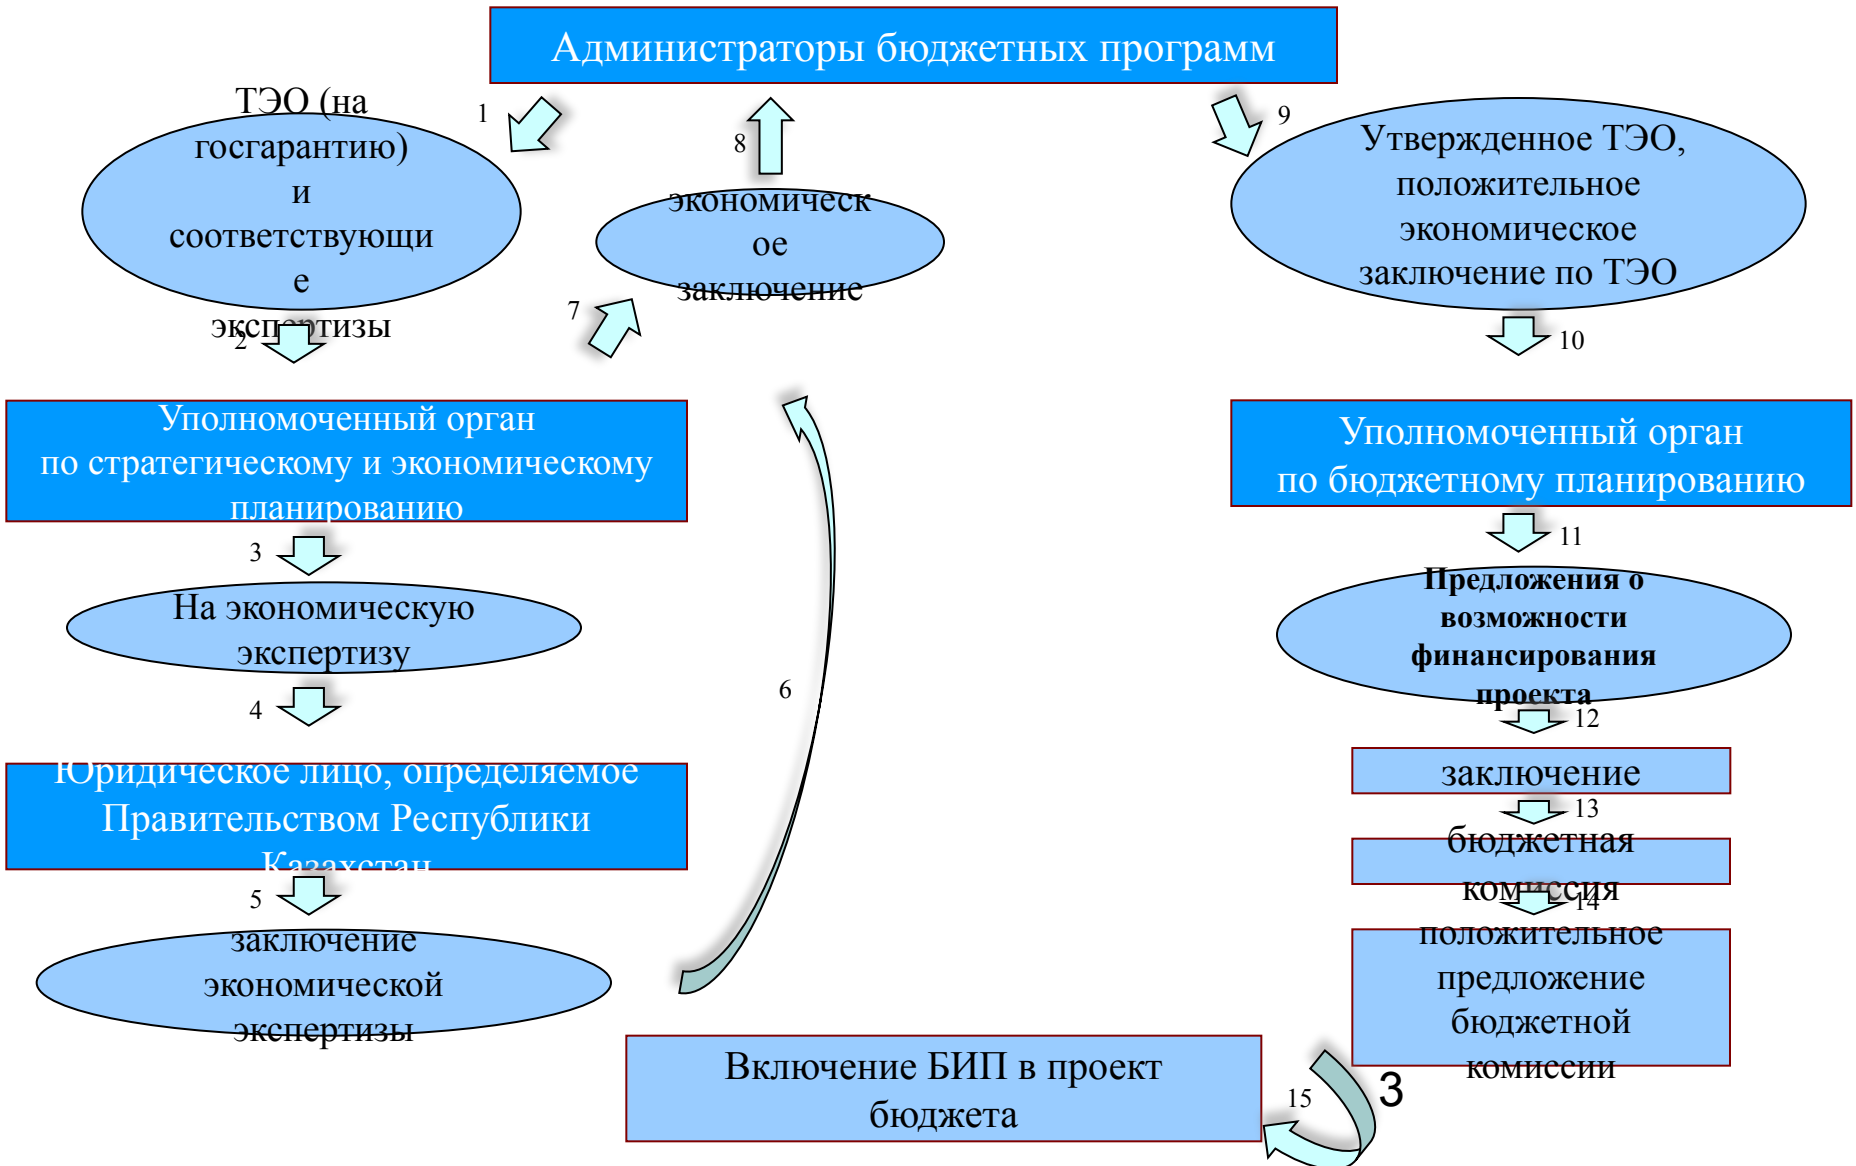 Администраторы бюджетных программ
ТЭО (на
госгарантию)
и
соответствующи
е
экспертизы
1
8
9
экономическ
ое
заключение
Утвержденное ТЭО,
положительное
экономическое
заключение по ТЭО
2
7
10
Уполномоченный орган
по стратегическому и экономическому
планированию
Уполномоченный орган
по бюджетному планированию
3
11
На экономическую
экспертизу
Предложения о
возможности
финансирования
проекта
4
6
12
Юридическое лицо, определяемое
Правительством Республики
Казахстан
заключение
13
бюджетная
комиссия
5
14
заключение
экономической
экспертизы
положительное
предложение
бюджетной
комиссии
Включение БИП в проект
бюджета
15
3